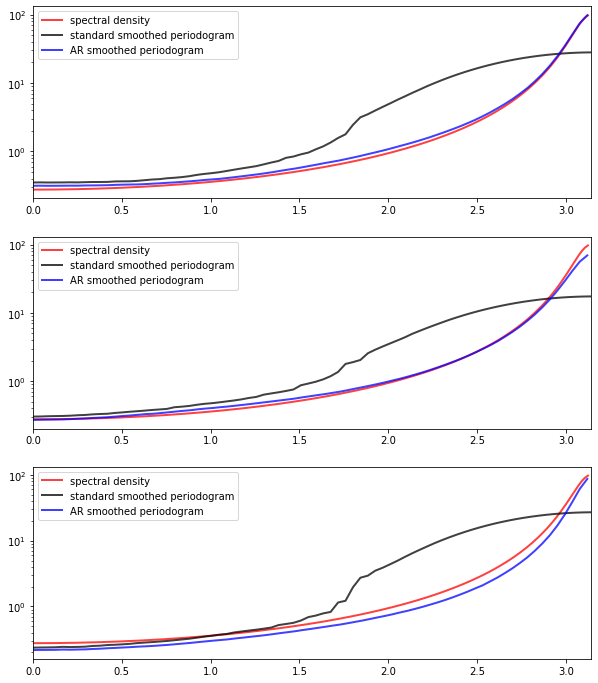 10²
spectral density
standard smoothed periodogram
AR smoothed periodogram
10¹
10⁰
0.0 0.5 1.0 1.5 2.0 2.5 3.0
10²
spectral density
standard smoothed periodogram
AR smoothed periodogram
10¹
10⁰
0.0 0.5 1.0 1.5 2.0 2.5 3.0
10²
spectral density
standard smoothed periodogram
AR smoothed periodogram
10¹
10⁰
0.0 0.5 1.0 1.5 2.0 2.5 3.0